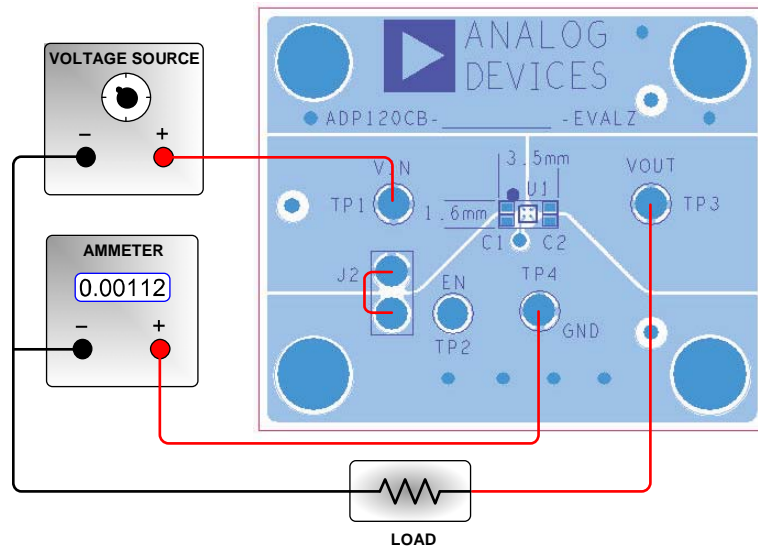 VOLTAGE SOURCE
−
+
AMMETER
0.00112
−
+
ANALOG
DEVICES
ADP120CB-__________-EVALZ
VIN
3.5mm
VOUT
U1
TP1
1.6mm
TP3
C1
C2
J2
EN
TP4
GND
TP2
LOAD